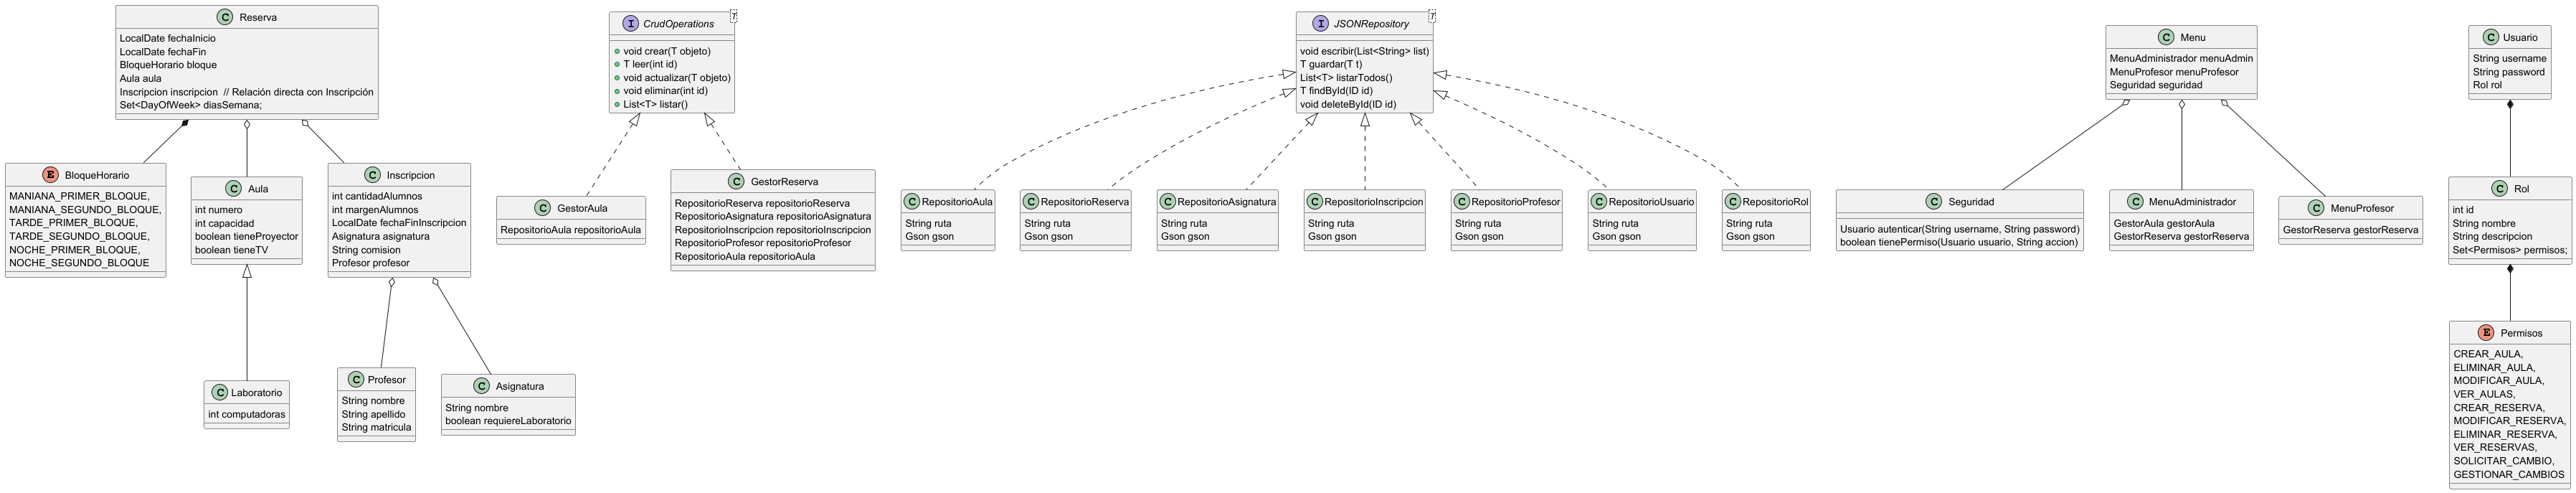 Reserva
LocalDate fechaInicio
LocalDate fechaFin
BloqueHorario bloque
Aula aula
Inscripcion inscripcion // Relación directa con Inscripción
Set<DayOfWeek> diasSemana;
CrudOperations
T
void crear(T objeto)
T leer(int id)
void actualizar(T objeto)
void eliminar(int id)
List<T> listar()
JSONRepository
T
void escribir(List<String> list)
T guardar(T t)
List<T> listarTodos()
T findById(ID id)
void deleteById(ID id)
Menu
MenuAdministrador menuAdmin
MenuProfesor menuProfesor
Seguridad seguridad
Usuario
String username
String password
Rol rol
BloqueHorario
MANIANA_PRIMER_BLOQUE,
MANIANA_SEGUNDO_BLOQUE,
TARDE_PRIMER_BLOQUE,
TARDE_SEGUNDO_BLOQUE,
NOCHE_PRIMER_BLOQUE,
NOCHE_SEGUNDO_BLOQUE
Aula
int numero
int capacidad
boolean tieneProyector
boolean tieneTV
Inscripcion
int cantidadAlumnos
int margenAlumnos
LocalDate fechaFinInscripcion
Asignatura asignatura
String comision
Profesor profesor
GestorAula
RepositorioAula repositorioAula
GestorReserva
RepositorioReserva repositorioReserva
RepositorioAsignatura repositorioAsignatura
RepositorioInscripcion repositorioInscripcion
RepositorioProfesor repositorioProfesor
RepositorioAula repositorioAula
RepositorioAula
String ruta
Gson gson
RepositorioReserva
String ruta
Gson gson
RepositorioAsignatura
String ruta
Gson gson
RepositorioInscripcion
String ruta
Gson gson
RepositorioProfesor
String ruta
Gson gson
RepositorioUsuario
String ruta
Gson gson
RepositorioRol
String ruta
Gson gson
Seguridad
Usuario autenticar(String username, String password)
boolean tienePermiso(Usuario usuario, String accion)
MenuAdministrador
GestorAula gestorAula
GestorReserva gestorReserva
MenuProfesor
GestorReserva gestorReserva
Rol
int id
String nombre
String descripcion
Set<Permisos> permisos;
Laboratorio
int computadoras
Profesor
String nombre
String apellido
String matricula
Asignatura
String nombre
boolean requiereLaboratorio
Permisos
CREAR_AULA,
ELIMINAR_AULA,
MODIFICAR_AULA,
VER_AULAS,
CREAR_RESERVA,
MODIFICAR_RESERVA,
ELIMINAR_RESERVA,
VER_RESERVAS,
SOLICITAR_CAMBIO,
GESTIONAR_CAMBIOS